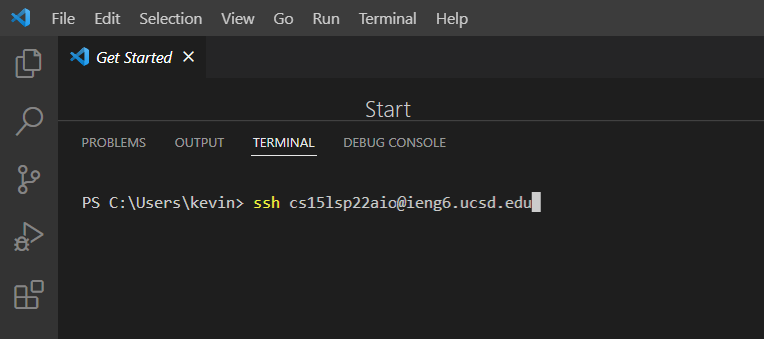 File Edit Selection View Go Run Terminal Help
Get Started
Start
PROBLEMS OUTPUT TERMINAL DEBUG CONSOLE
PS C:\Users\kevin> ssh cs15lsp22aio@ieng6.ucsd.edu